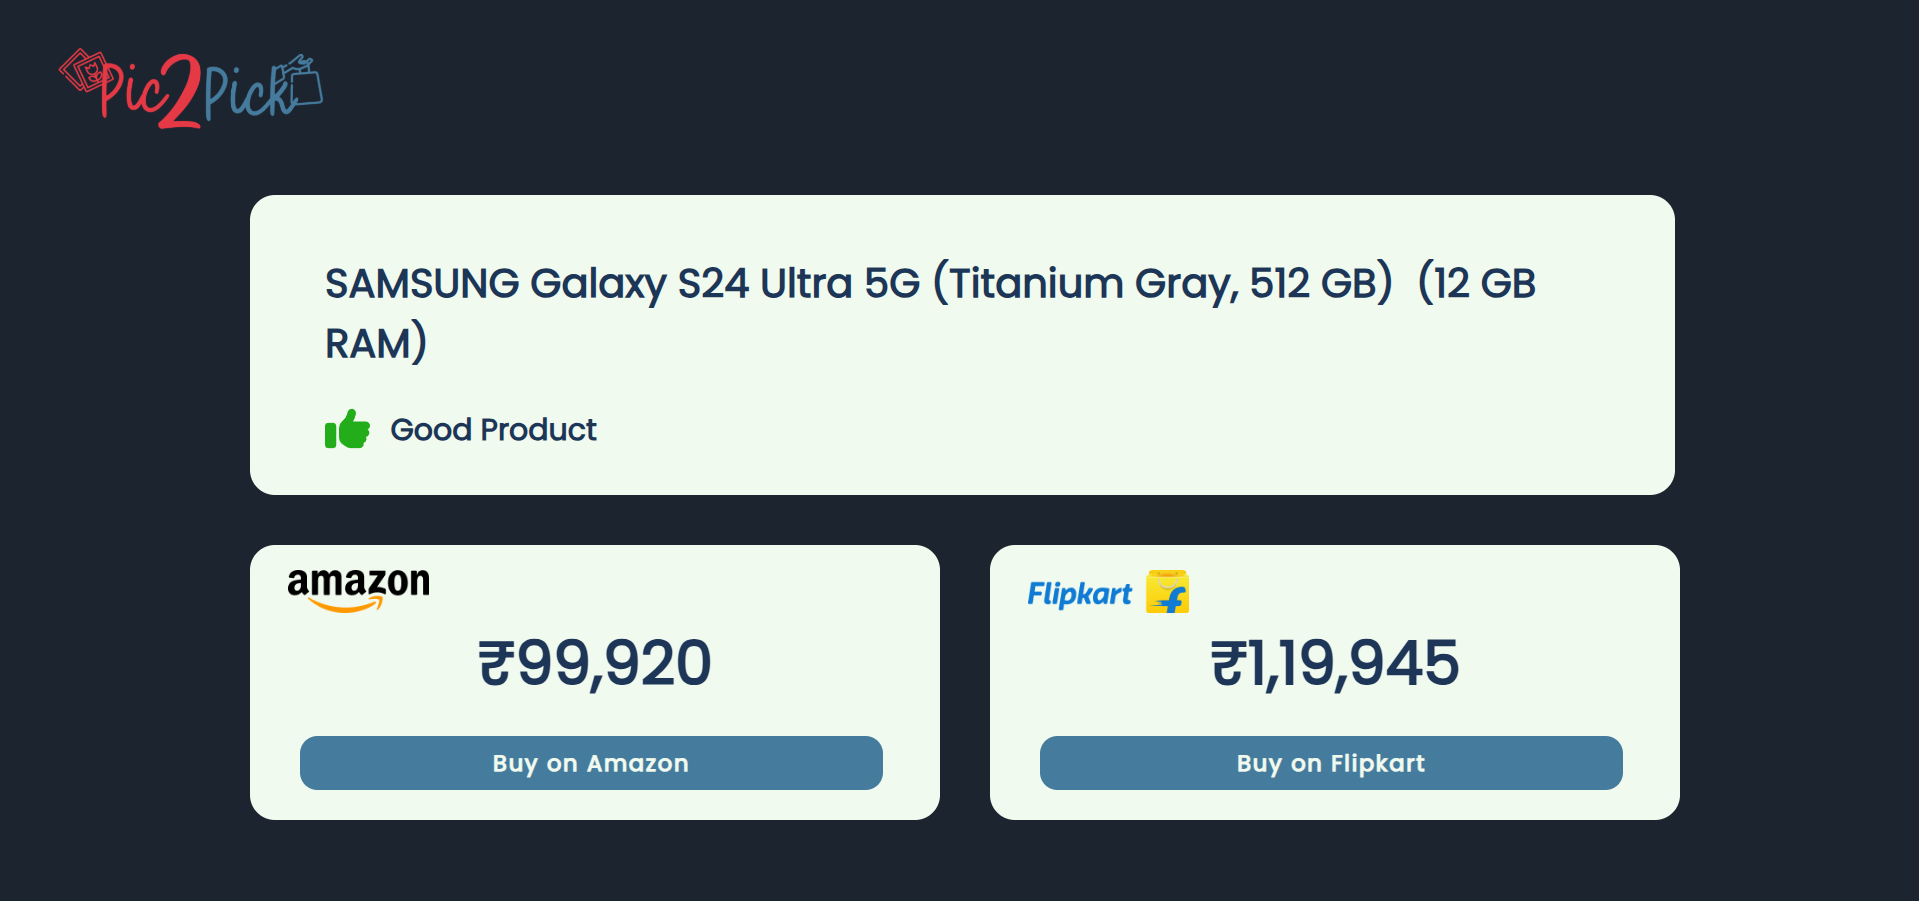 Pic2Pick
SAMSUNG Galaxy S24 Ultra 5G (Titanium Gray, 512 GB)  (12 GB
RAM)
Good Product
amazon
Flipkart
₹99,920
₹1,19,945
Buy on Amazon
Buy on Flipkart